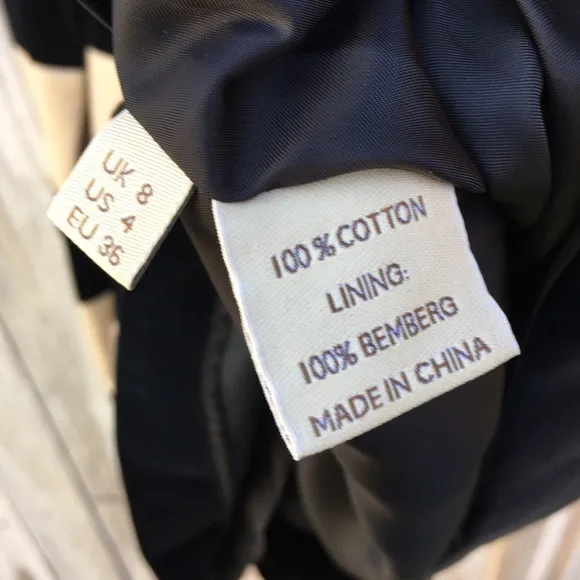 UK 8
US 4
EU 36
100% COTTON
LINING:
100% BEMBERG
MADE IN CHINA